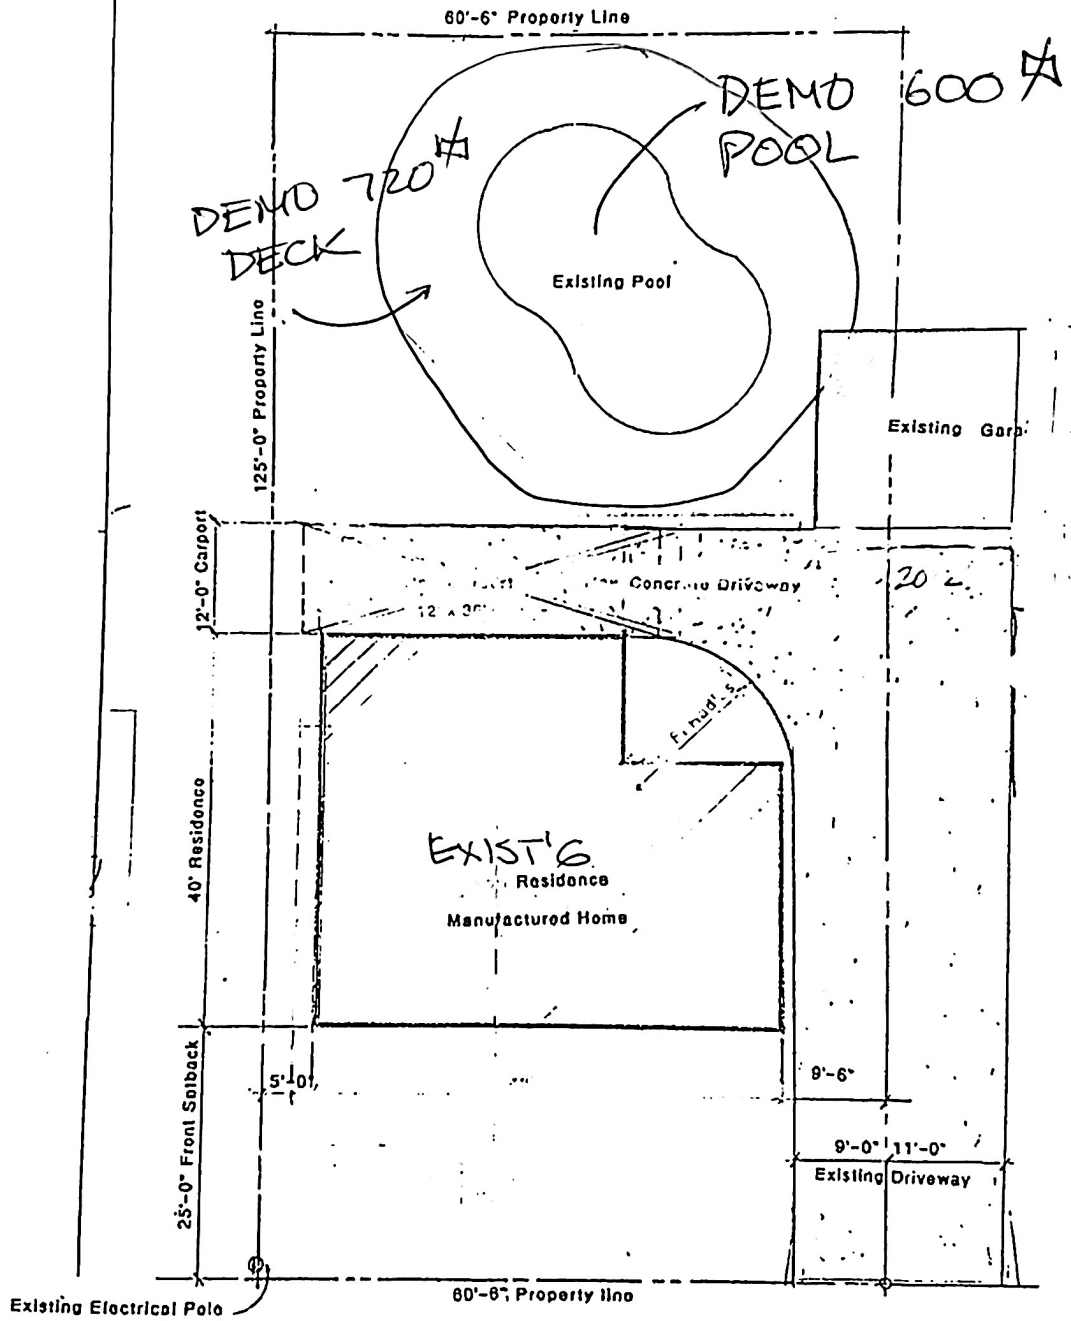 60'-6" Property Line
DEMO 600
POOL
DEMO 720
DECK
Existing Pool
125'-0" Property Line
Existing
12'-0" Carport
Concrete Driveway
20
12 x 36'
40' Residence
EXIST'G
Residence
Manufactured Home
5'-0"
9'-6"
25'-0" Front Setback
9'-0" 11'-0"
Existing Driveway
60'-6" Property line
Existing Electrical Pole